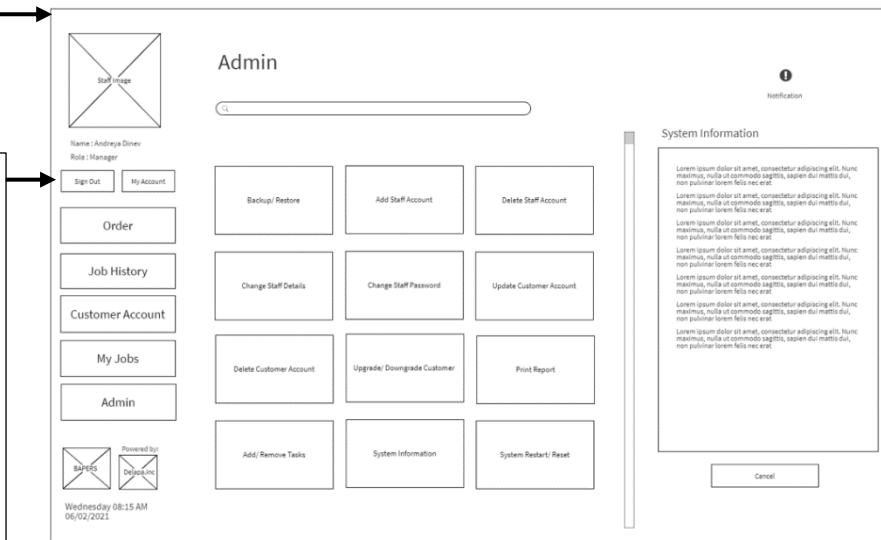 Staff Image
Name : Andreya Dinev
Role : Manager
Sign Out
My Account
Order
Job History
Customer Account
My Jobs
Admin
BAPERS
Powered by:
Delapa.inc
Wednesday 08:15 AM
06/02/2021
Admin
Backup/ Restore
Add Staff Account
Delete Staff Account
Change Staff Details
Change Staff Password
Update Customer Account
Delete Customer Account
Upgrade/ Downgrade Customer
Print Report
Add/ Remove Tasks
System Information
System Restart/ Reset
Notification
System Information
Lorem ipsum dolor sit amet, consectetur adipiscing elit. Nunc
maximus, nulla ut commodo sagittis, sapien dui mattis dui,
non pulvinar lorem felis nec erat
Lorem ipsum dolor sit amet, consectetur adipiscing elit. Nunc
maximus, nulla ut commodo sagittis, sapien dui mattis dui,
non pulvinar lorem felis nec erat
Lorem ipsum dolor sit amet, consectetur adipiscing elit. Nunc
maximus, nulla ut commodo sagittis, sapien dui mattis dui,
non pulvinar lorem felis nec erat
Lorem ipsum dolor sit amet, consectetur adipiscing elit. Nunc
maximus, nulla ut commodo sagittis, sapien dui mattis dui,
non pulvinar lorem felis nec erat
Lorem ipsum dolor sit amet, consectetur adipiscing elit. Nunc
maximus, nulla ut commodo sagittis, sapien dui mattis dui,
non pulvinar lorem felis nec erat
Lorem ipsum dolor sit amet, consectetur adipiscing elit. Nunc
maximus, nulla ut commodo sagittis, sapien dui mattis dui,
non pulvinar lorem felis nec erat
Lorem ipsum dolor sit amet, consectetur adipiscing elit. Nunc
maximus, nulla ut commodo sagittis, sapien dui mattis dui,
non pulvinar lorem felis nec erat
Cancel